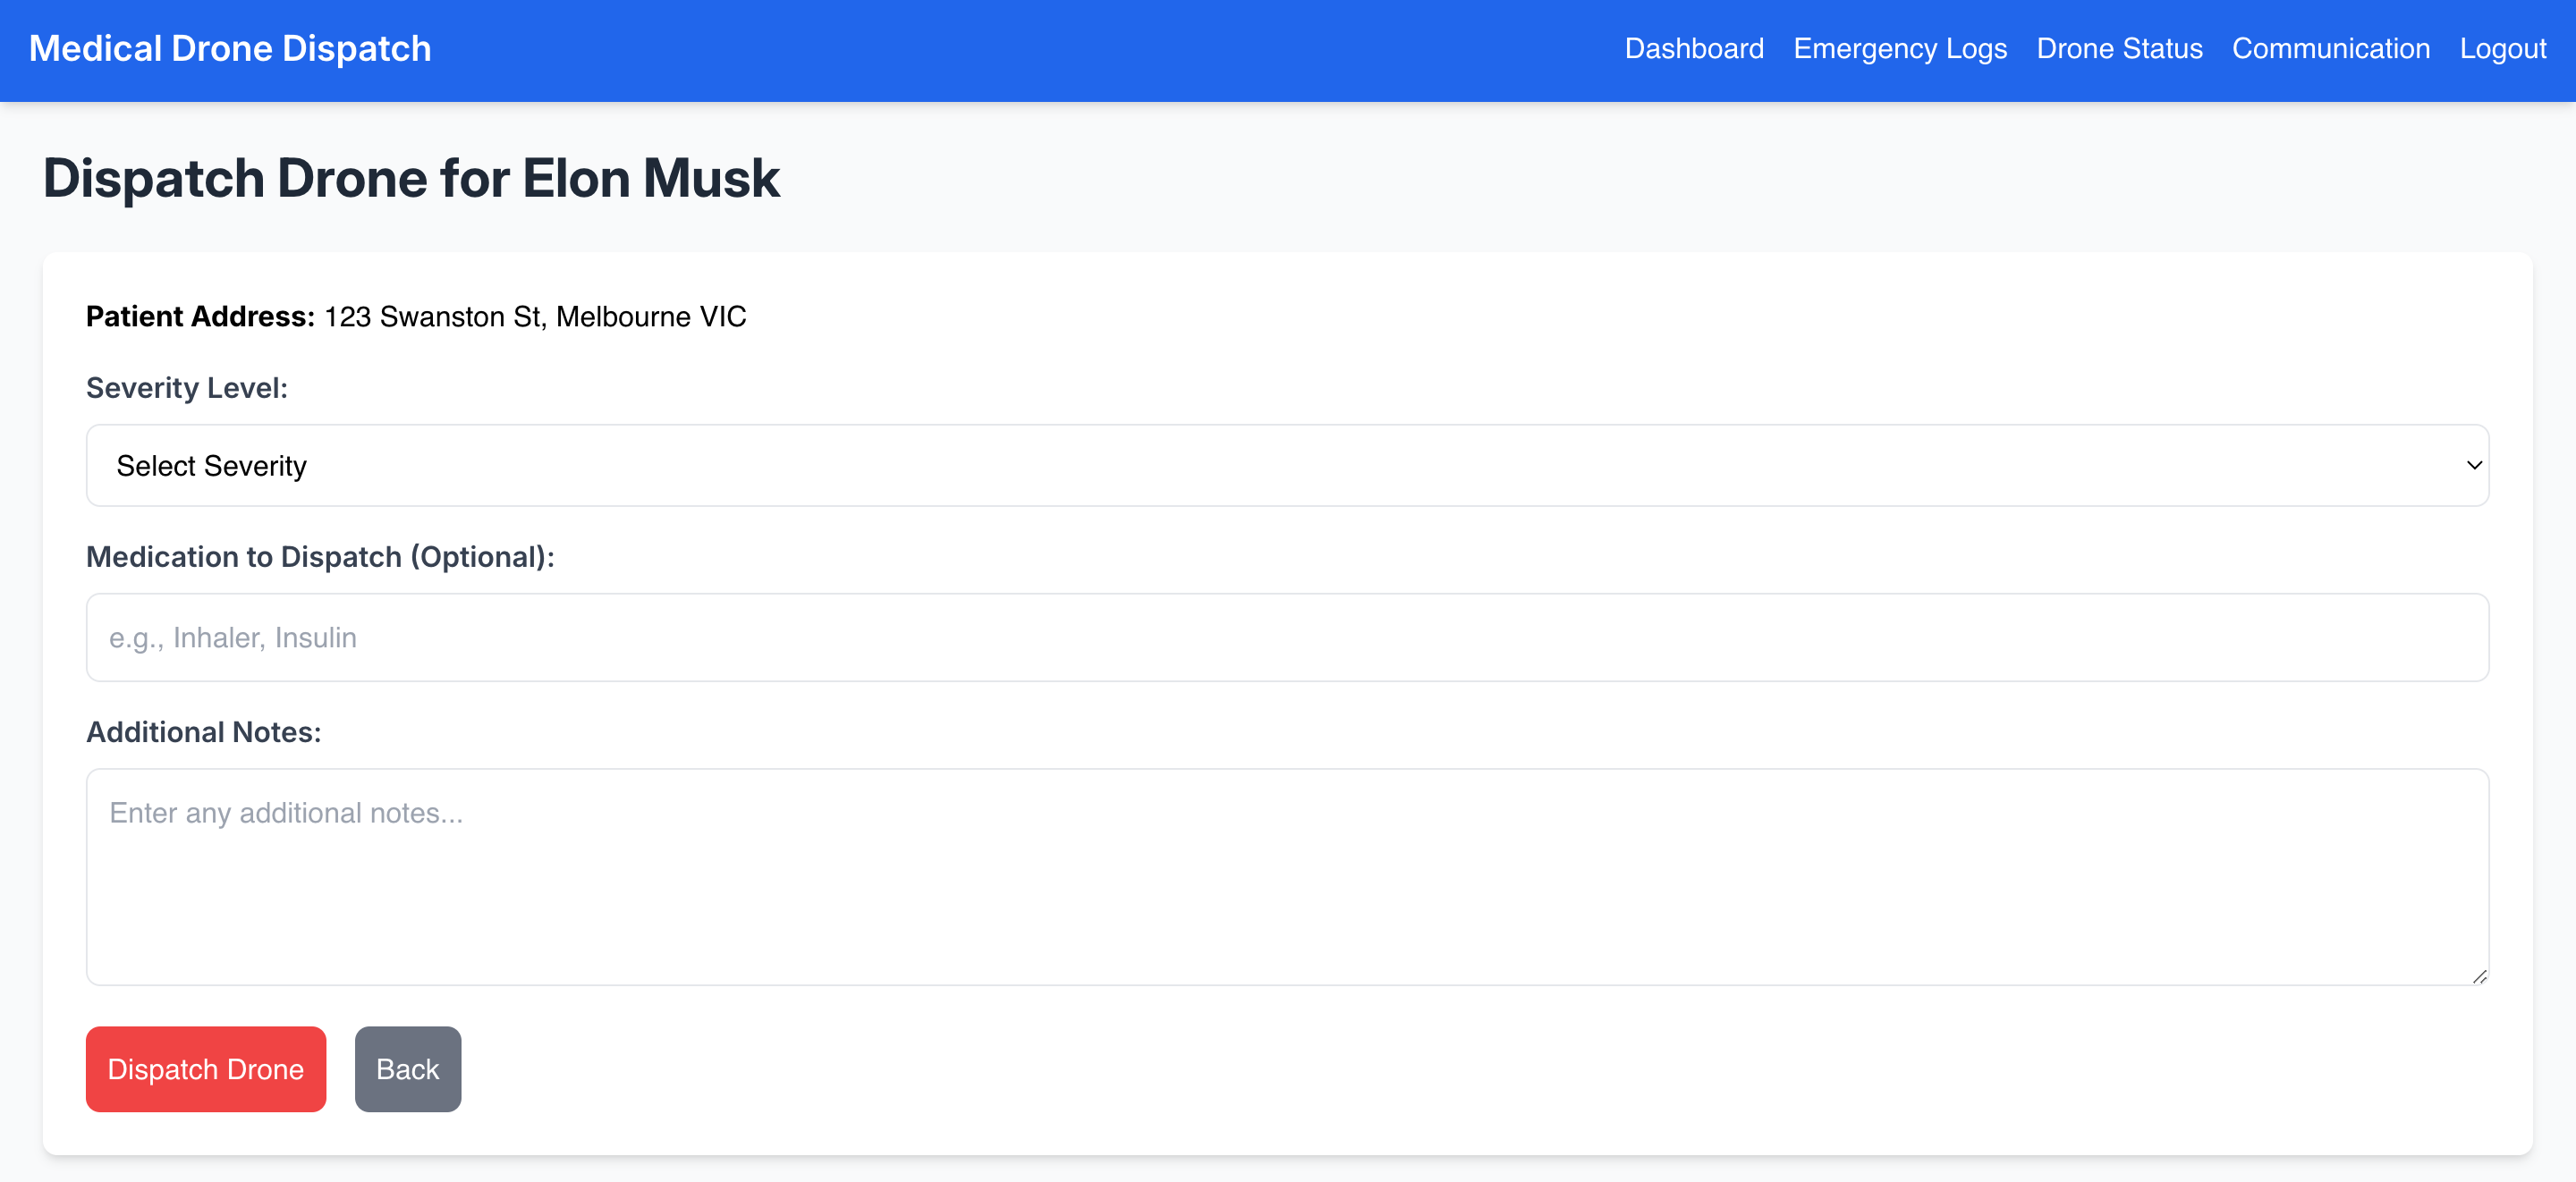 Medical Drone Dispatch
Dashboard Emergency Logs Drone Status Communication Logout
Dispatch Drone for Elon Musk
Patient Address: 123 Swanston St, Melbourne VIC
Severity Level:
Select Severity
Medication to Dispatch (Optional):
e.g., Inhaler, Insulin
Additional Notes:
Enter any additional notes...
Dispatch Drone Back